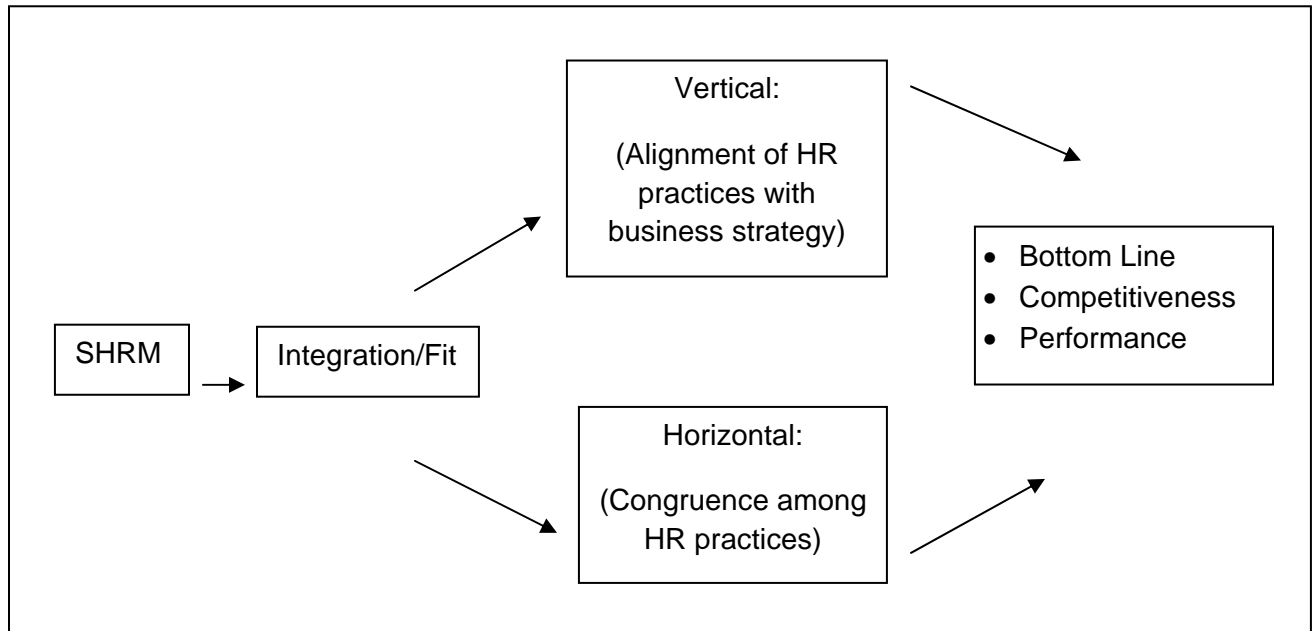 SHRM
Integration/Fit
Vertical:
(Alignment of HR
practices with
business strategy)
Horizontal:
(Congruence among
HR practices)
• Bottom Line
• Competitiveness
• Performance